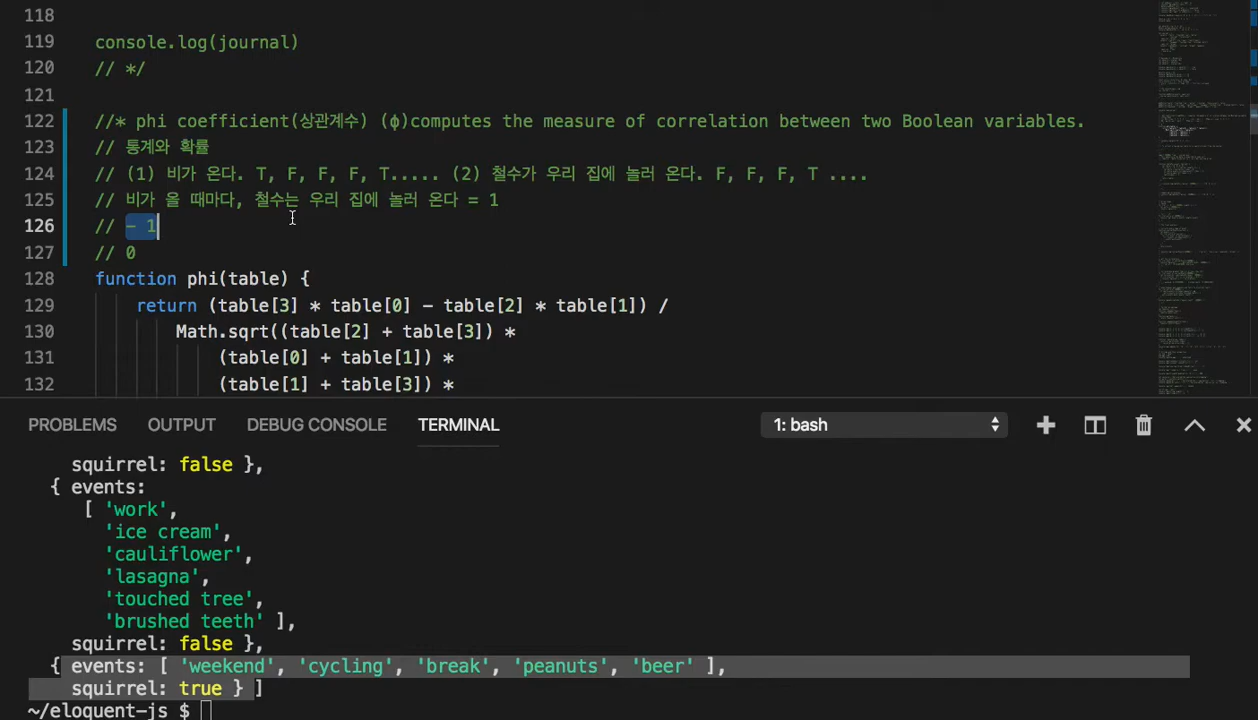 118
119 console.log(journal)
120 // */
121
122 //* phi coefficient(상관계수) (ϕ)computes the measure of correlation between two Boolean variables.
123 // 통계와 확률
124 // (1) 비가 온다. T, F, F, F, T..... (2) 철수가 우리 집에 놀러 온다. F, F, F, T ....
125 // 비가 올 때마다, 철수는 우리 집에 놀러 온다 = 1
126 // - 1
127 // 0
128 function phi(table) {
129 return (table[3] * table[0] - table[2] * table[1]) /
130 Math.sqrt((table[2] + table[3]) *
131 (table[0] + table[1]) *
132 (table[1] + table[3]) *
PROBLEMS OUTPUT DEBUG CONSOLE TERMINAL 1: bash
squirrel: false },
{ events:
[ 'work',
'ice cream',
'cauliflower',
'lasagna',
'touched tree',
'brushed teeth' ],
squirrel: false },
{ events: [ 'weekend', 'cycling', 'break', 'peanuts', 'beer' ],
squirrel: true } ]
~/eloquent-js $